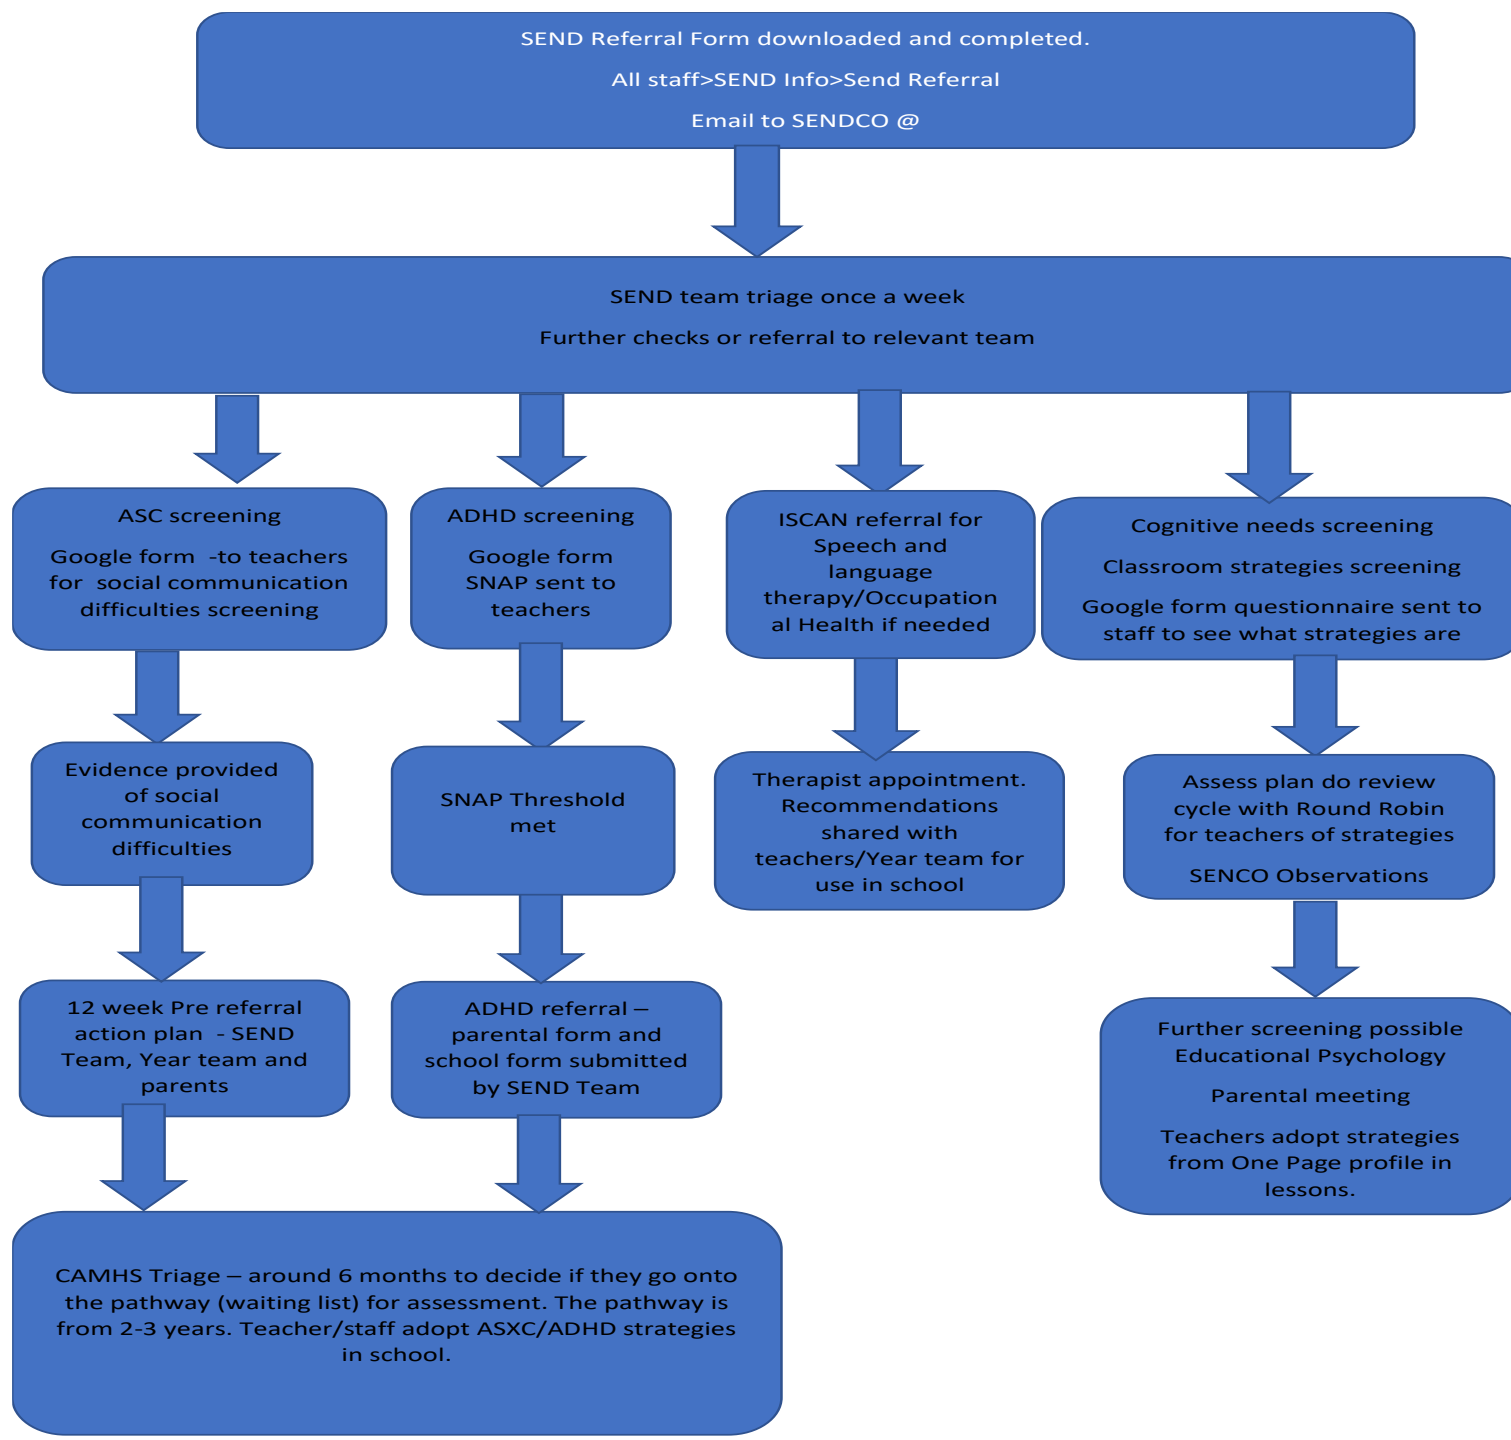 SEND Referral Form downloaded and completed.
All staff>SEND Info>Send Referral
Email to SENDCO @
SEND team triage once a week
Further checks or referral to relevant team
ASC screening
Google form  -to teachers
for  social communication
difficulties screening
ADHD screening
Google form
SNAP sent to
teachers
ISCAN referral for
Speech and
language
therapy/Occupation
al Health if needed
Cognitive needs screening
Classroom strategies screening
Google form questionnaire sent to
staff to see what strategies are
Evidence provided
of social
communication
difficulties
SNAP Threshold
met
Therapist appointment.
Recommendations
shared with
teachers/Year team for
use in school
Assess plan do review
cycle with Round Robin
for teachers of strategies
SENCO Observations
12 week Pre referral
action plan  - SEND
Team, Year team and
parents
ADHD referral –
parental form and
school form submitted
by SEND Team
Further screening possible
Educational Psychology
Parental meeting
Teachers adopt strategies
from One Page profile in
lessons.
CAMHS Triage – around 6 months to decide if they go onto
the pathway (waiting list) for assessment. The pathway is
from 2-3 years. Teacher/staff adopt ASXC/ADHD strategies
in school.